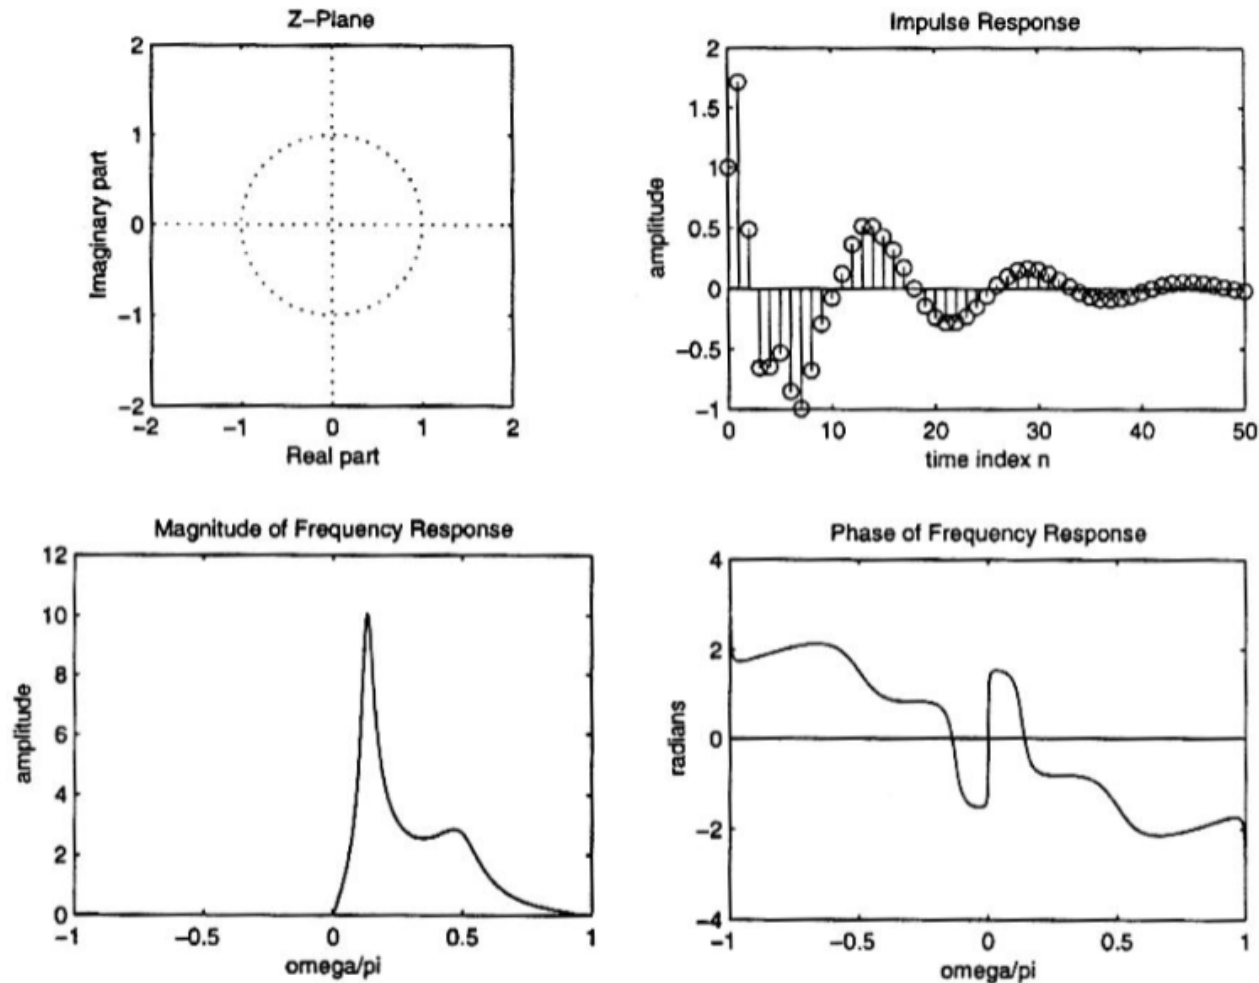 Z-Plane
2
1
0
-1
-2
-2 -1 0 1 2
Imaginary part
Real part
Impulse Response
2
1.5
1
0.5
0
-0.5
-1
0 10 20 30 40 50
amplitude
time index n
Magnitude of Frequency Response
12
10
8
6
4
2
0
-1 -0.5 0 0.5 1
amplitude
omega/pi
Phase of Frequency Response
4
2
0
-2
-4
-1 -0.5 0 0.5 1
radians
omega/pi